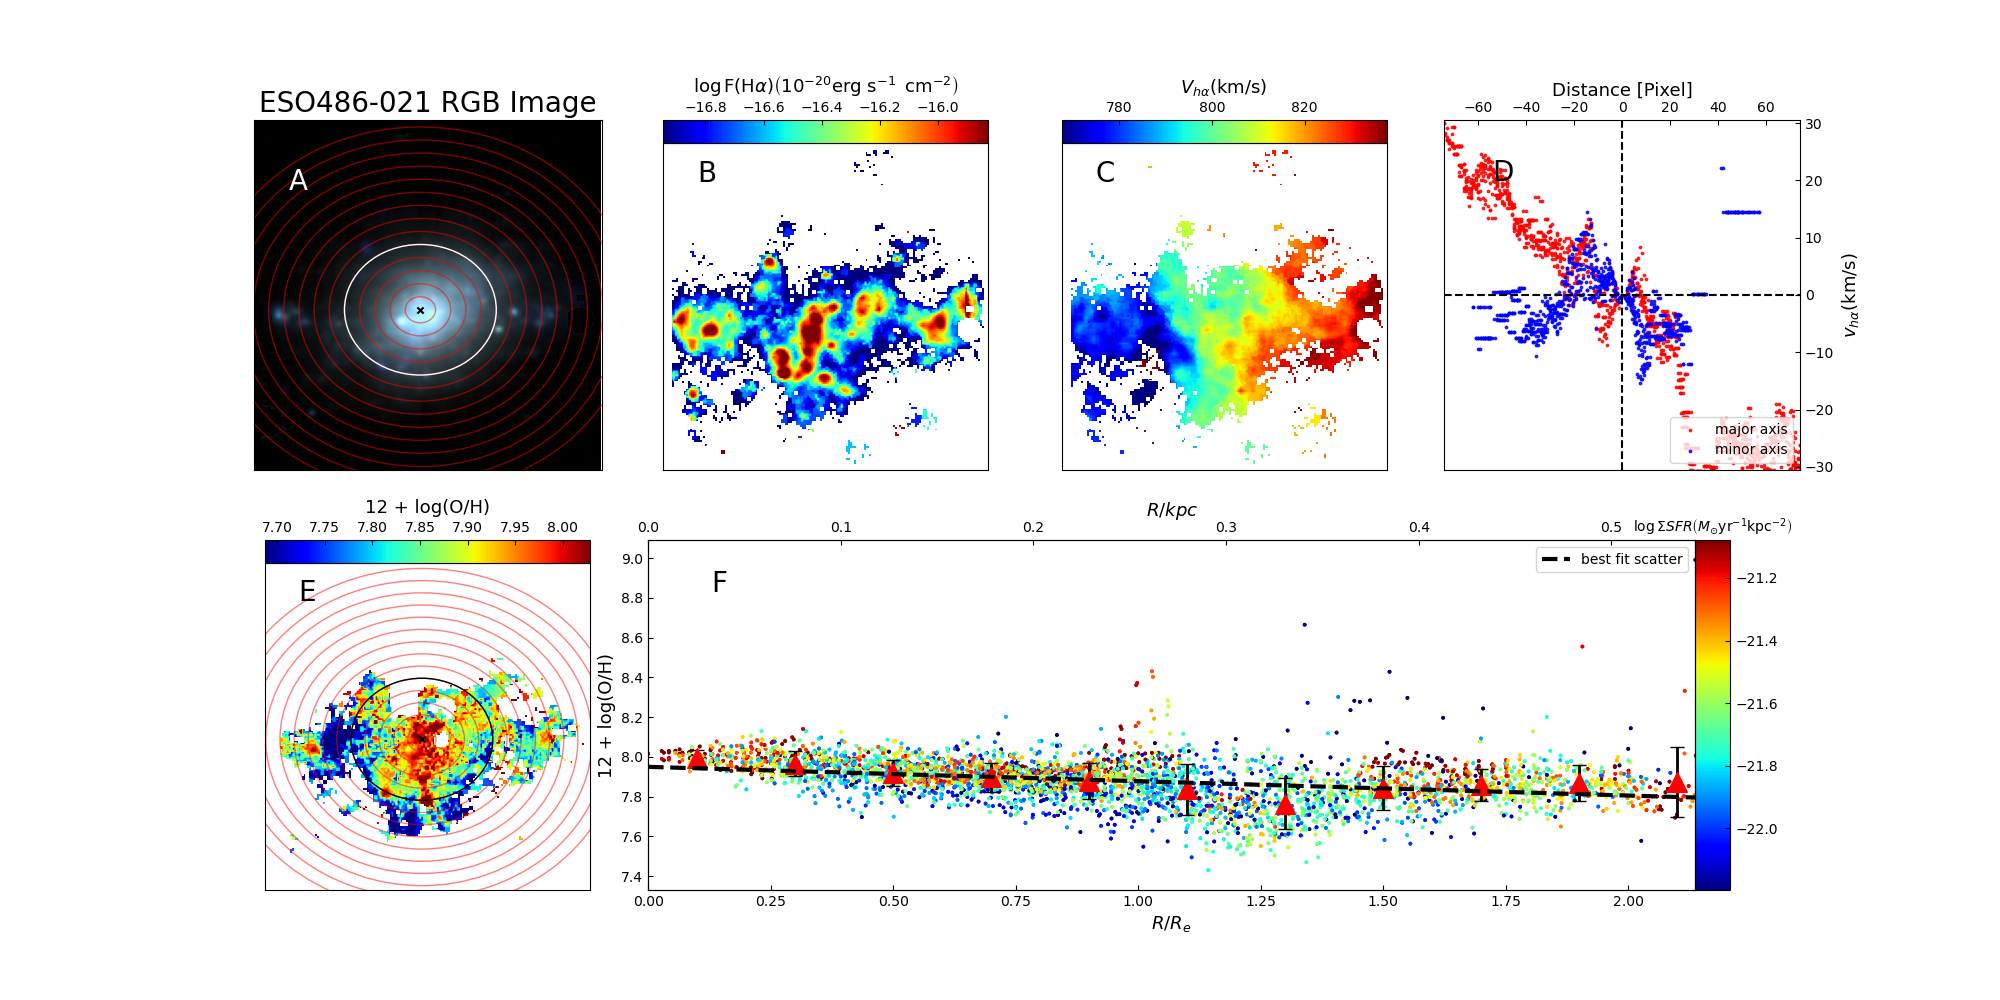 ESO486-021 RGB Image
A
log F(Hα)(10⁻²⁰erg s⁻¹ cm⁻²)
−16.8 −16.6 −16.4 −16.2 −16.0
B
V_{hα}(km/s)
780 800 820
C
Distance [Pixel]
−60 −40 −20 0 20 40 60
D
30
20
10
0
−10
−20
−30
v_{hα}(km/s)
major axis
minor axis
12 + log(O/H)
7.70 7.75 7.80 7.85 7.90 7.95 8.00
E
R/kpc
0.0 0.1 0.2 0.3 0.4 0.5
log ΣSFR(M_⊙yr⁻¹kpc⁻²)
F
best fit scatter
12 + log(O/H)
9.0
8.8
8.6
8.4
8.2
8.0
7.8
7.6
7.4
−21.2
−21.4
−21.6
−21.8
−22.0
0.00 0.25 0.50 0.75 1.00 1.25 1.50 1.75 2.00
R/R_e